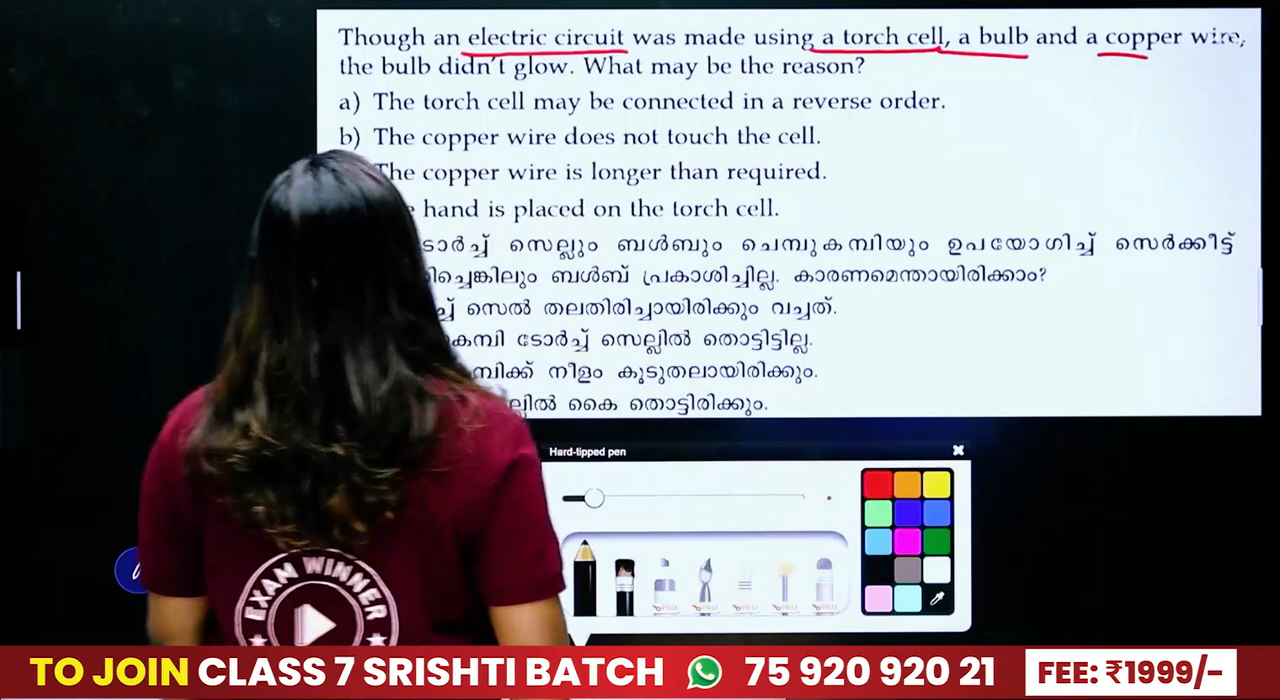 Though an electric circuit was made using a torch cell, a bulb and a copper wire,
the bulb didn't glow. What may be the reason?
a) The torch cell may be connected in a reverse order.
b) The copper wire does not touch the cell.
The copper wire is longer than required.
hand is placed on the torch cell.
ടോർച്ച് സെല്ലും ബൾബും ചെമ്പുകമ്പിയും ഉപയോഗിച്ച് സെർക്കീട്ട്
ബൾബ് പ്രകാശിച്ചില്ല. കാരണമെന്തായിരിക്കാം?
സെൽ തലതിരിച്ചായിരിക്കും വച്ചത്.
ടോർച്ച് സെല്ലിൽ തൊട്ടിട്ടില്ല.
നീളം കൂടുതലായിരിക്കും.
കൈ തൊട്ടിരിക്കും.
Hard-tipped pen
EXAM WINNER
TO JOIN CLASS 7 SRISHTI BATCH 75 920 920 21 FEE: ₹1999/-